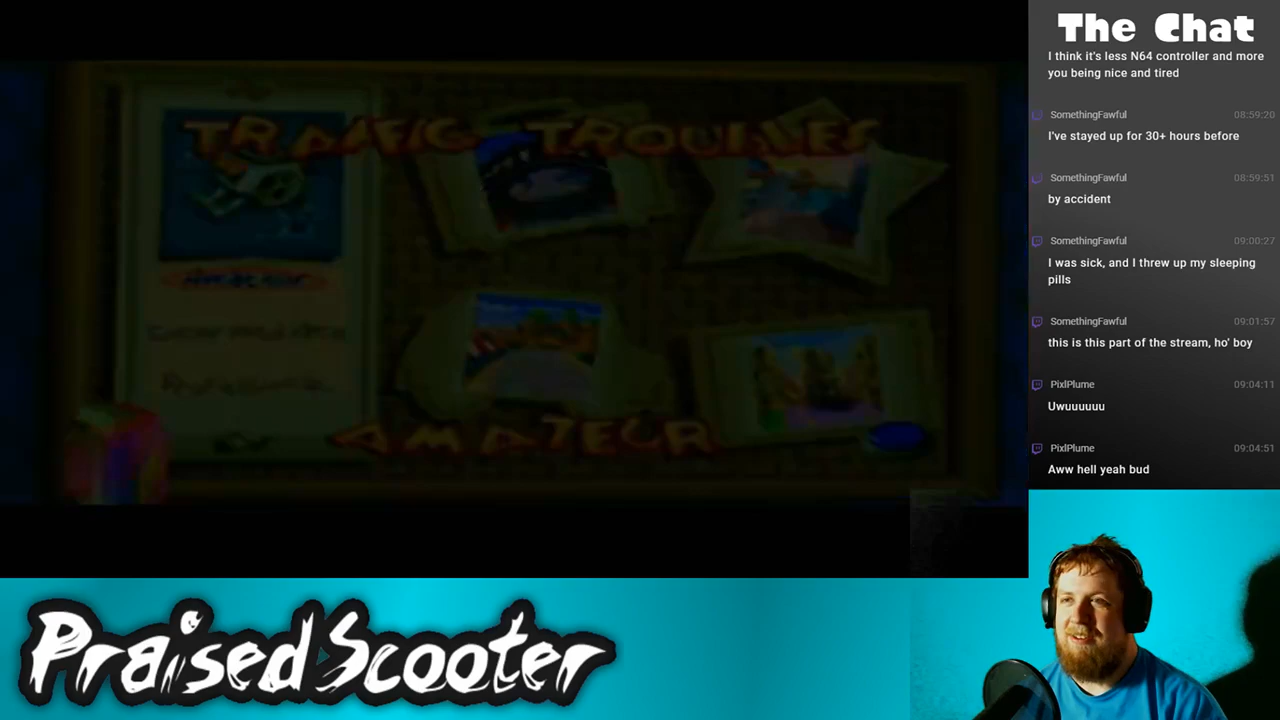 TRAFFIC TROUBLES
AMATEUR
The Chat
I think it's less N64 controller and more
you being nice and tired
SomethingFawful 08:59:20
I've stayed up for 30+ hours before
SomethingFawful 08:59:51
by accident
SomethingFawful 09:00:27
I was sick, and I threw up my sleeping
pills
SomethingFawful 09:01:57
this is this part of the stream, ho' boy
PixlPlume 09:04:11
Uwuuuuuu
PixlPlume 09:04:51
Aww hell yeah bud
PraisedScooter